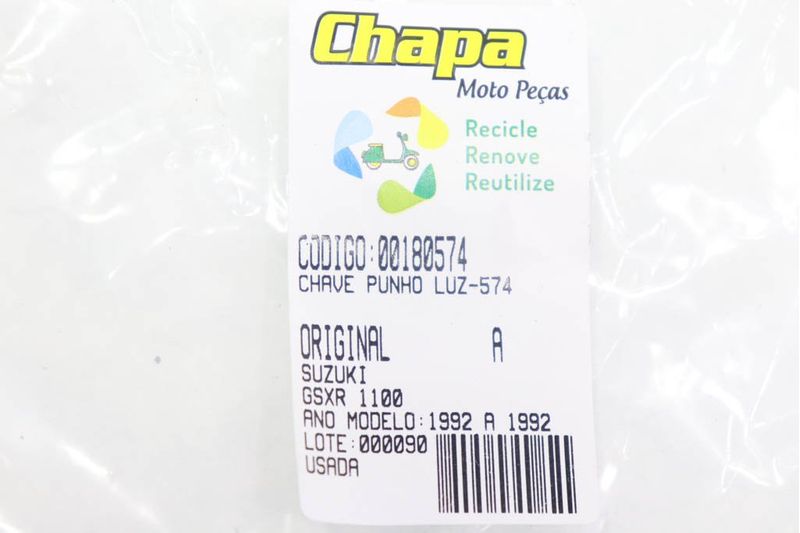 Chapa
Moto Peças
Recicle
Renove
Reutilize
CODIGO:00180574
CHAVE PUNHO LUZ-574
ORIGINAL A
SUZUKI
GSXR 1100
ANO MODELO:1992 A 1992
LOTE:000090
USADA